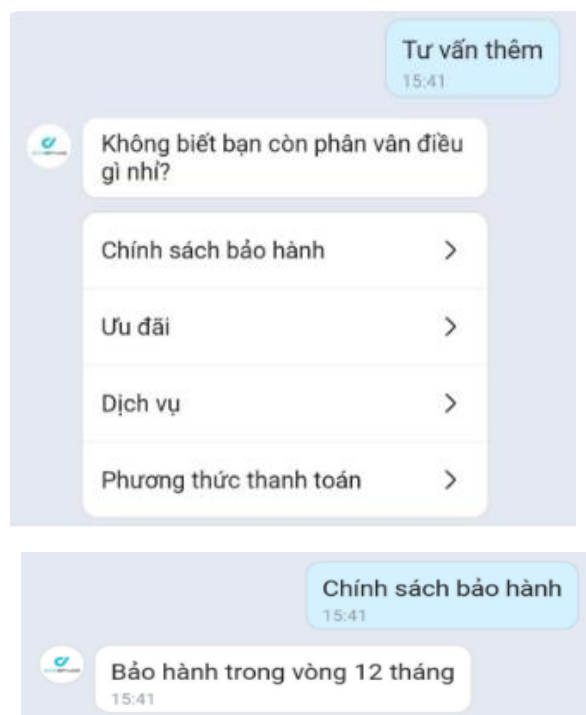 Tư vấn thêm
15:41
Không biết bạn còn phân vân điều
gì nhỉ?
Chính sách bảo hành
Ưu đãi
Dịch vụ
Phương thức thanh toán
Chính sách bảo hành
15:41
Bảo hành trong vòng 12 tháng
15:41